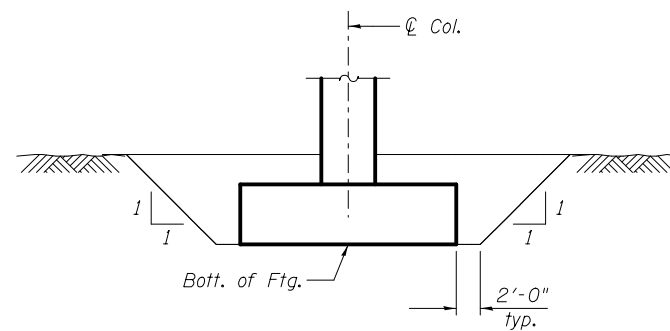 ℄ Col.
1
1
1
1
Bott. of Ftg.
2'-0"
typ.